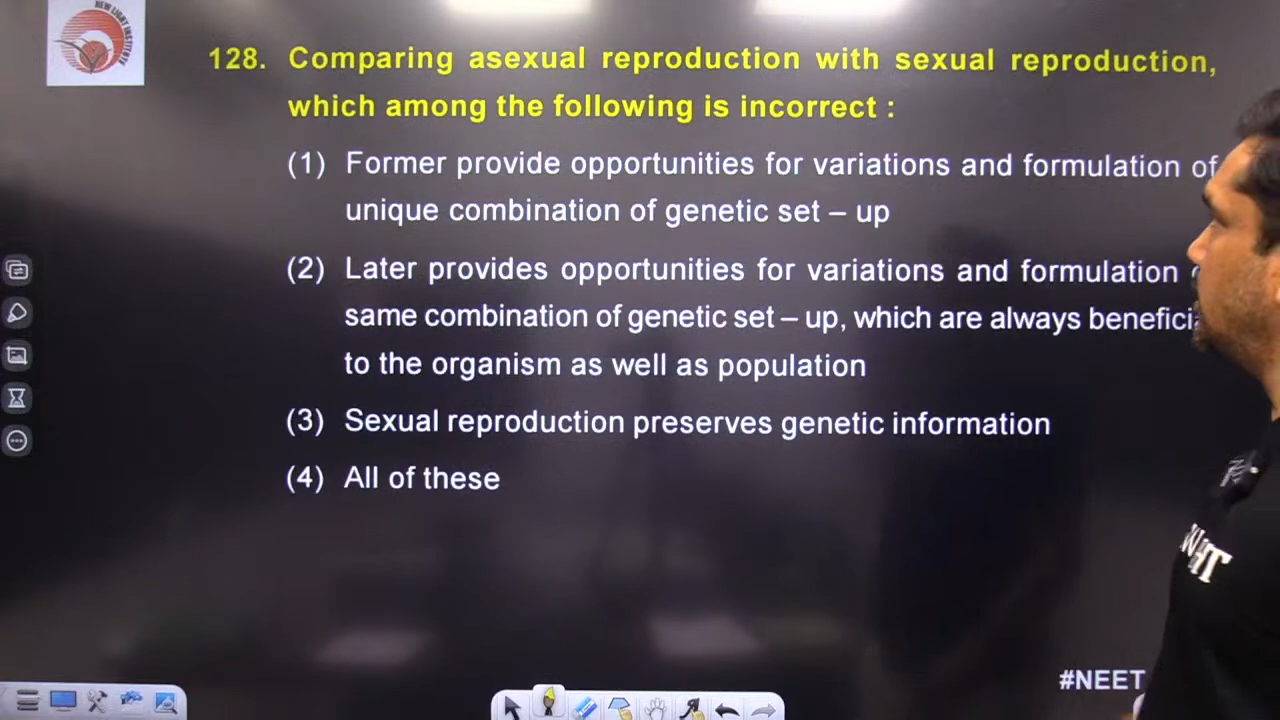 NEW LIGHT INSTITUTE
128. Comparing asexual reproduction with sexual reproduction,
which among the following is incorrect :
(1) Former provide opportunities for variations and formulation of
unique combination of genetic set – up
(2) Later provides opportunities for variations and formulation
same combination of genetic set – up, which are always
to the organism as well as population
(3) Sexual reproduction preserves genetic information
(4) All of these
#NEET